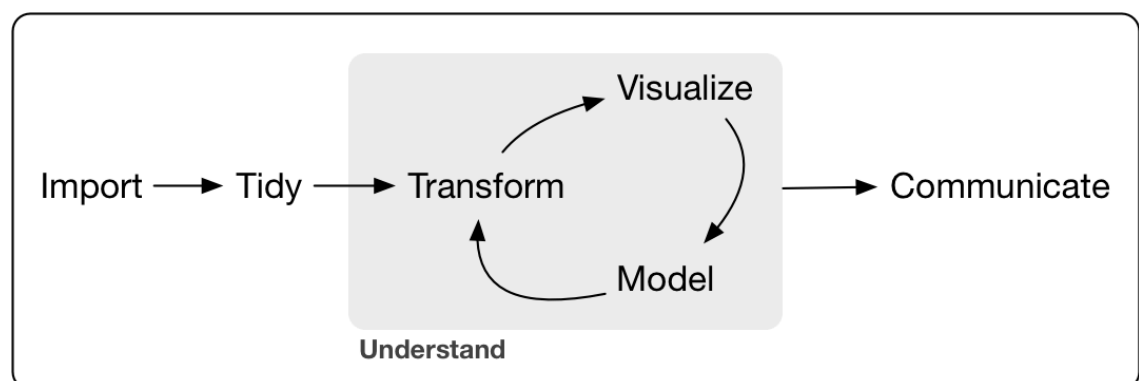 Visualize
Import
Tidy
Transform
Communicate
Model
Understand